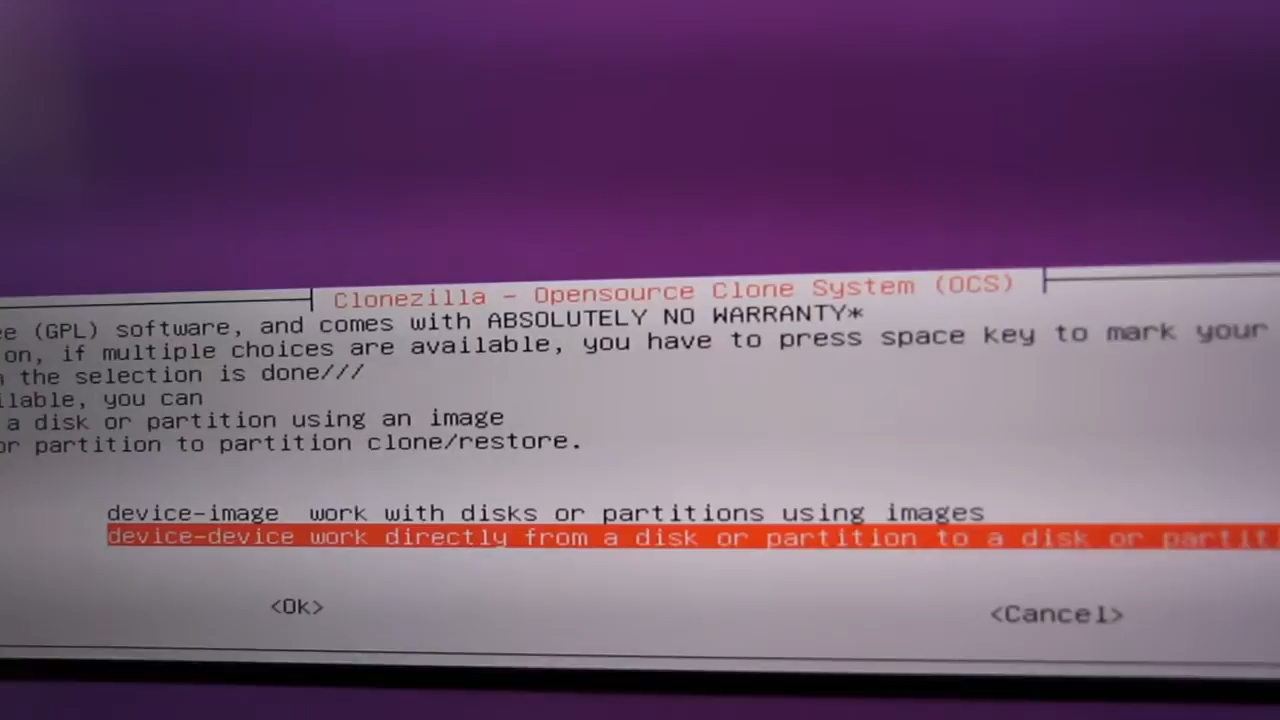 Clonezilla - Opensource Clone System (OCS)
ee (GPL) software, and comes with ABSOLUTELY NO WARRANTY*
on, if multiple choices are available, you have to press space key to mark your
the selection is done///
ilable, you can
a disk or partition using an image
or partition to partition clone/restore.
device-image work with disks or partitions using images
device-device work directly from a disk or partition to a disk or partit
<Ok>
<Cancel>